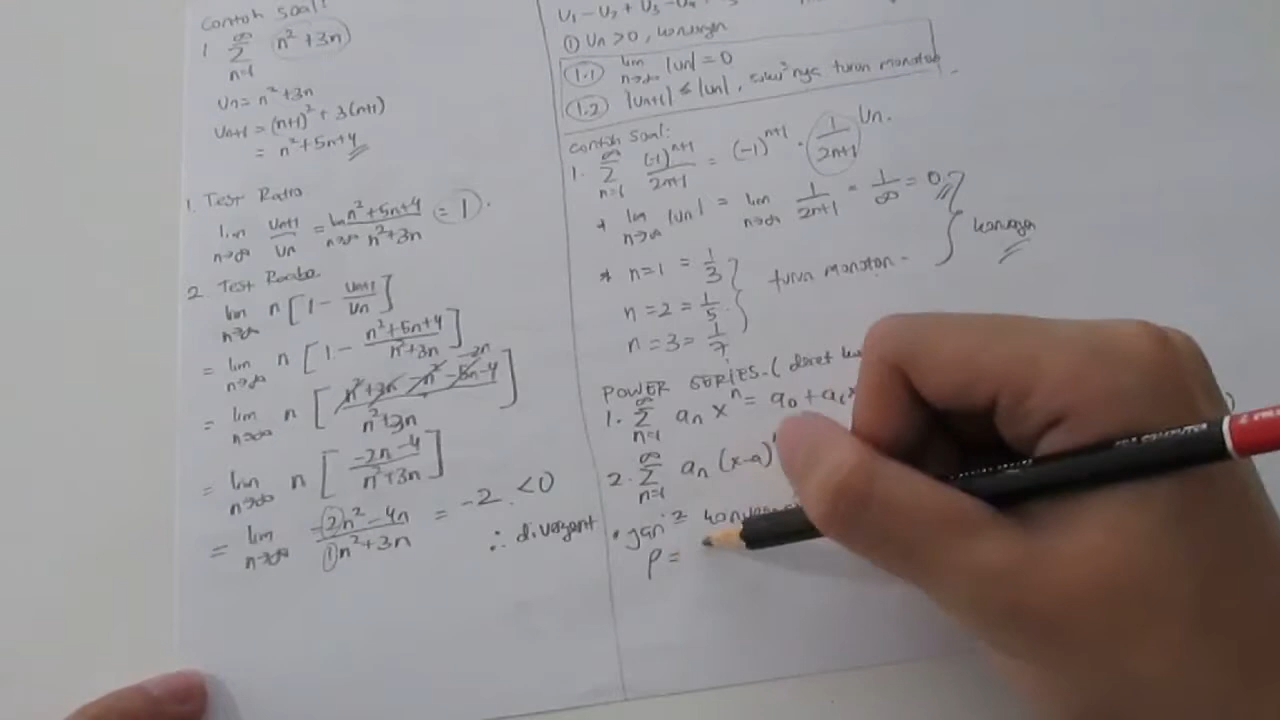 Contoh Soal:
1. ∞ Σ n=1 n² + 3n
Un = n² + 3n
Un+1 = (n+1)² + 3(n+1)
= n² + 5n + 4
1. Test Ratio
lim n→∞ Un+1/Un = lim n→∞ n²+5n+4 / n²+3n = 1.
2. Test Raabe
lim n→∞ n [1 - Un+1/Un]
= lim n→∞ n [1 - n²+5n+4 / n²+3n]
= lim n→∞ n [n²+3n - n² - 5n - 4 / n²+3n] -2n
= lim n→∞ n [-2n - 4 / n²+3n]
= lim n→∞ -2n² - 4n / 1n² + 3n = -2 < 0
∴ divergent
U1 - U2 + U3 - U4
① Un > 0, konvergen
1.1 lim n→∞ |Un| = 0
1.2 |Un+1| ≤ |Un|, suku²nya turun monoton.
Contoh Soal:
1. ∞ Σ n=1 (-1)ⁿ⁺¹ / 2n+1 = (-1)ⁿ⁺¹ · 1/2n+1 Un.
* lim n→∞ |Un| = lim n→∞ 1/2n+1 = 1/∞ = 0
konvergen
* n=1 = 1/3
n=2 = 1/5
n=3 = 1/7
turun monoton
POWER SERIES. (deret
1. ∞ Σ n=1 an xⁿ = a0 + a1
2. ∞ Σ n=1 an (x-a)
ρ =